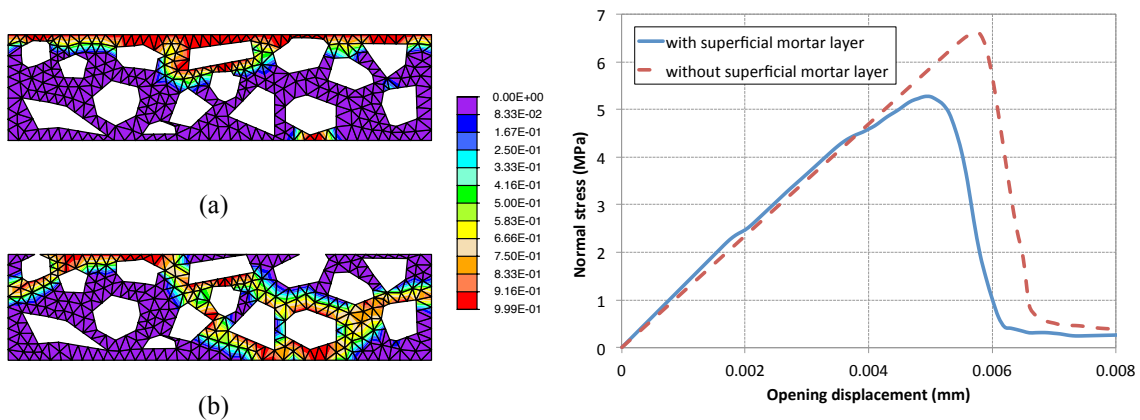 (a)
(b)
0.00E+00
8.33E-02
1.67E-01
2.50E-01
3.33E-01
4.16E-01
5.00E-01
5.83E-01
6.66E-01
7.50E-01
8.33E-01
9.16E-01
9.99E-01
Normal stress (MPa)
7
6
5
4
3
2
1
0
with superficial mortar layer
without superficial mortar layer
0 0.002 0.004 0.006 0.008
Opening displacement (mm)